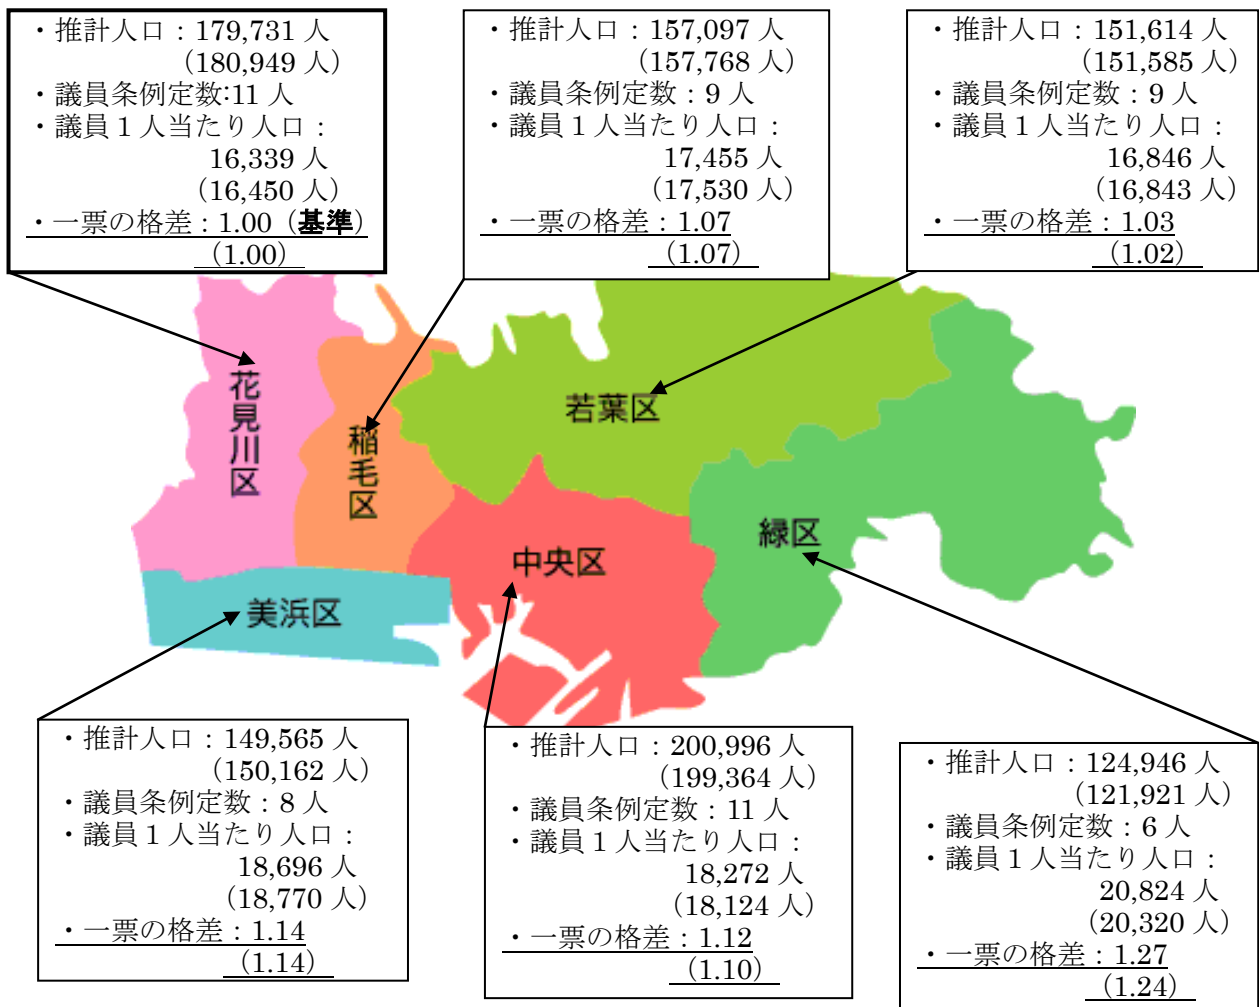 ・推計人口：179,731 人
（180,949 人）
・議員条例定数:11 人
・議員１人当たり人口：
16,339 人
（16,450 人）
・一票の格差：1.00（基準）
（1.00）
・推計人口：157,097 人
（157,768 人）
・議員条例定数：9 人
・議員１人当たり人口：
17,455 人
（17,530 人）
・一票の格差：1.07
（1.07）
・推計人口：151,614 人
（151,585 人）
・議員条例定数：9 人
・議員１人当たり人口：
16,846 人
（16,843 人）
・一票の格差：1.03
（1.02）
花見川区
稲毛区
若葉区
緑区
中央区
美浜区
・推計人口：149,565 人
（150,162 人）
・議員条例定数：8 人
・議員１人当たり人口：
18,696 人
（18,770 人）
・一票の格差：1.14
（1.14）
・推計人口：200,996 人
（199,364 人）
・議員条例定数：11 人
・議員１人当たり人口：
18,272 人
（18,124 人）
・一票の格差：1.12
（1.10）
・推計人口：124,946 人
（121,921 人）
・議員条例定数：6 人
・議員１人当たり人口：
20,824 人
（20,320 人）
・一票の格差：1.27
（1.24）